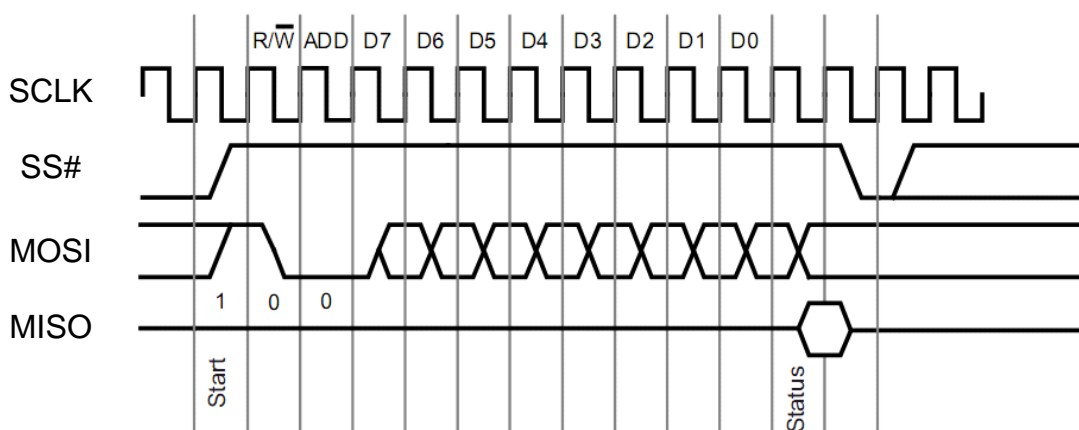 R/W̅ ADD D7 D6 D5 D4 D3 D2 D1 D0
SCLK
SS#
MOSI
1 0 0
MISO
Start
Status